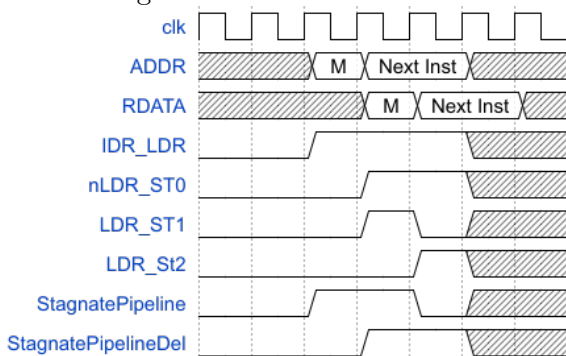 clk
ADDR M Next Inst
RDATA M Next Inst
IDR_LDR
nLDR_ST0
LDR_ST1
LDR_St2
StagnatePipeline
StagnatePipelineDel